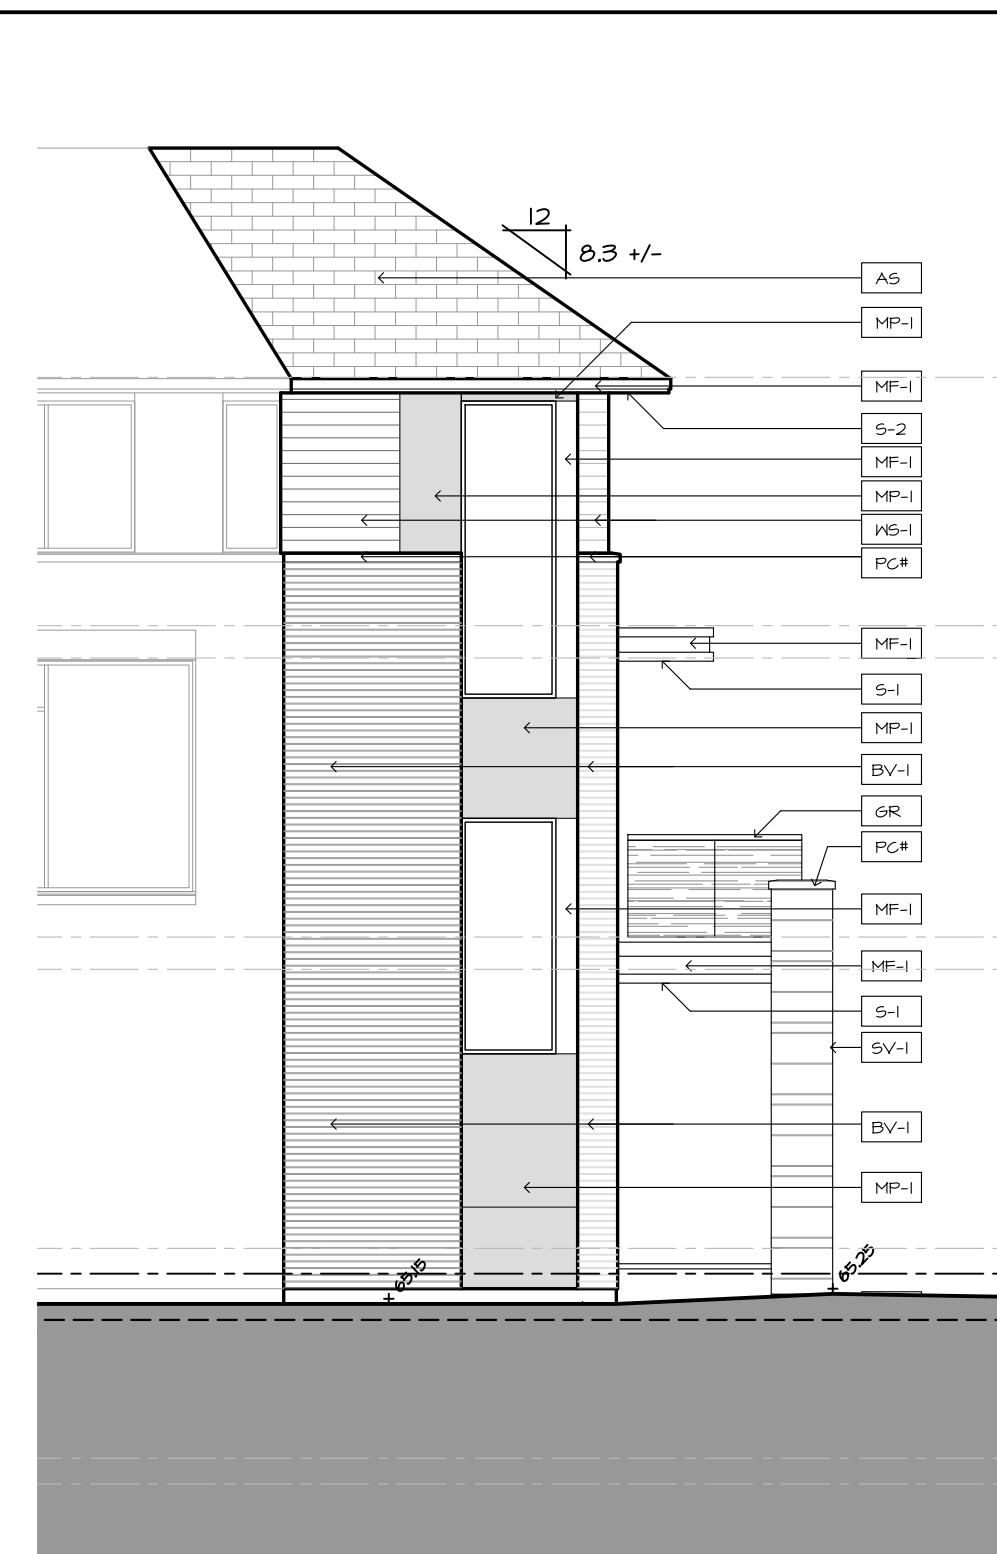 12
8.3 +/-
AS
MP-1
MF-1
S-2
MF-1
MP-1
WS-1
PC#
MF-1
S-1
MP-1
BV-1
GR
PC#
MF-1
MF-1
S-1
SV-1
BV-1
MP-1
65.15
65.25